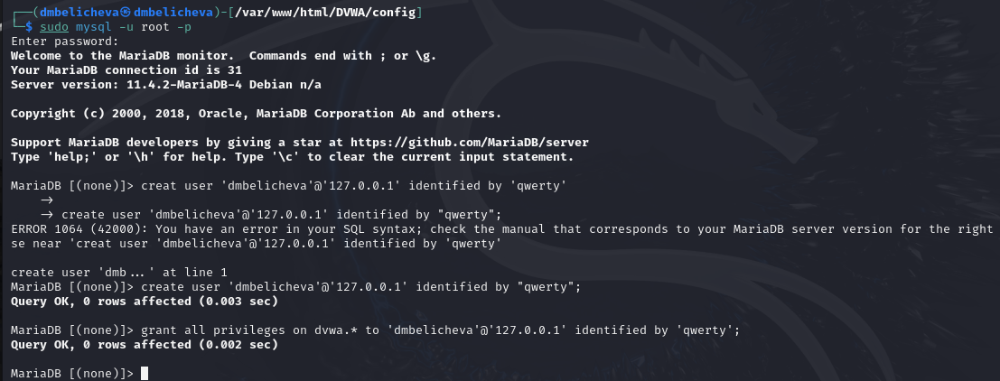 ┌──(dmbelicheva㉿dmbelicheva)-[/var/www/html/DVWA/config]
└─$ sudo mysql -u root -p
Enter password:
Welcome to the MariaDB monitor.  Commands end with ; or \g.
Your MariaDB connection id is 31
Server version: 11.4.2-MariaDB-4 Debian n/a
Copyright (c) 2000, 2018, Oracle, MariaDB Corporation Ab and others.
Support MariaDB developers by giving a star at https://github.com/MariaDB/server
Type 'help;' or '\h' for help. Type '\c' to clear the current input statement.
MariaDB [(none)]> creat user 'dmbelicheva'@'127.0.0.1' identified by 'qwerty'
    ->
    -> create user 'dmbelicheva'@'127.0.0.1' identified by "qwerty";
ERROR 1064 (42000): You have an error in your SQL syntax; check the manual that corresponds to your MariaDB server version for the right
se near 'creat user 'dmbelicheva'@'127.0.0.1' identified by 'qwerty'
create user 'dmb...' at line 1
MariaDB [(none)]> create user 'dmbelicheva'@'127.0.0.1' identified by "qwerty";
Query OK, 0 rows affected (0.003 sec)
MariaDB [(none)]> grant all privileges on dvwa.* to 'dmbelicheva'@'127.0.0.1' identified by 'qwerty';
Query OK, 0 rows affected (0.002 sec)
MariaDB [(none)]>